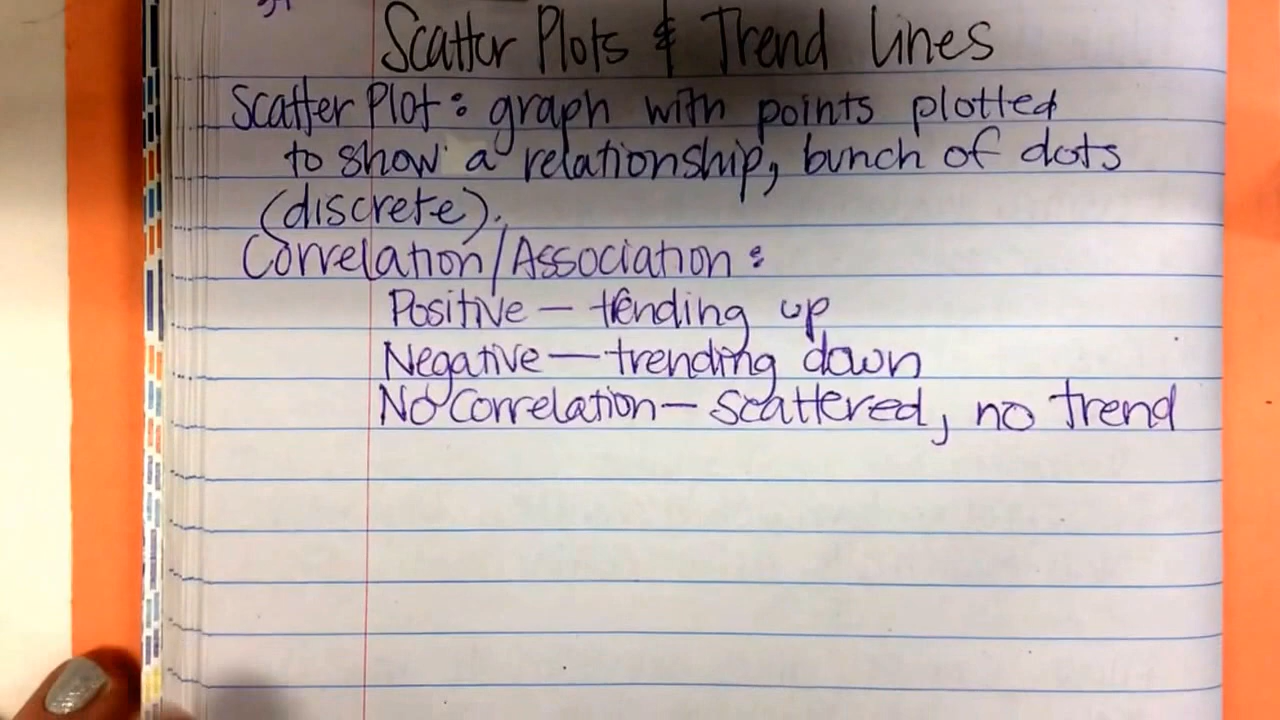 Scatter Plots & Trend Lines
Scatter Plot: graph with points plotted
to show a relationship, bunch of dots
(discrete).
Correlation/Association:
Positive — trending up
Negative — trending down
No Correlation — scattered, no trend